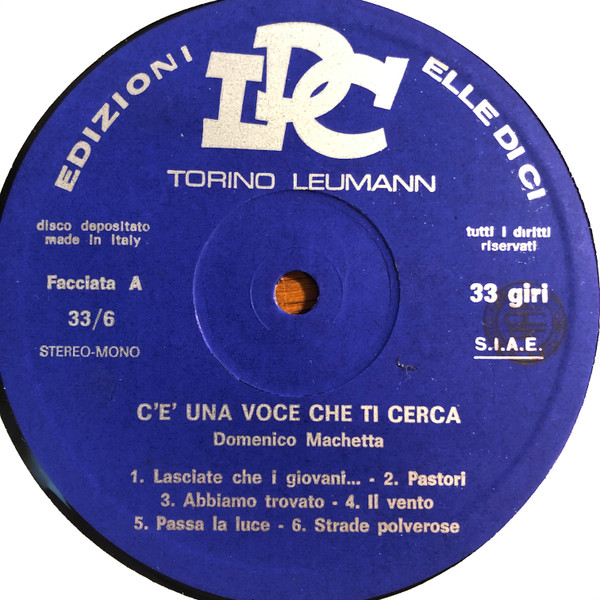 EDIZIONI LDC ELLE DI CI
TORINO LEUMANN
disco depositato
made in Italy
tutti i diritti
riservati
Facciata A
33/6
STEREO-MONO
33 giri
S.I.A.E.
C'E' UNA VOCE CHE TI CERCA
Domenico Machetta
1. Lasciate che i giovani... - 2. Pastori
3. Abbiamo trovato - 4. Il vento
5. Passa la luce - 6. Strade polverose